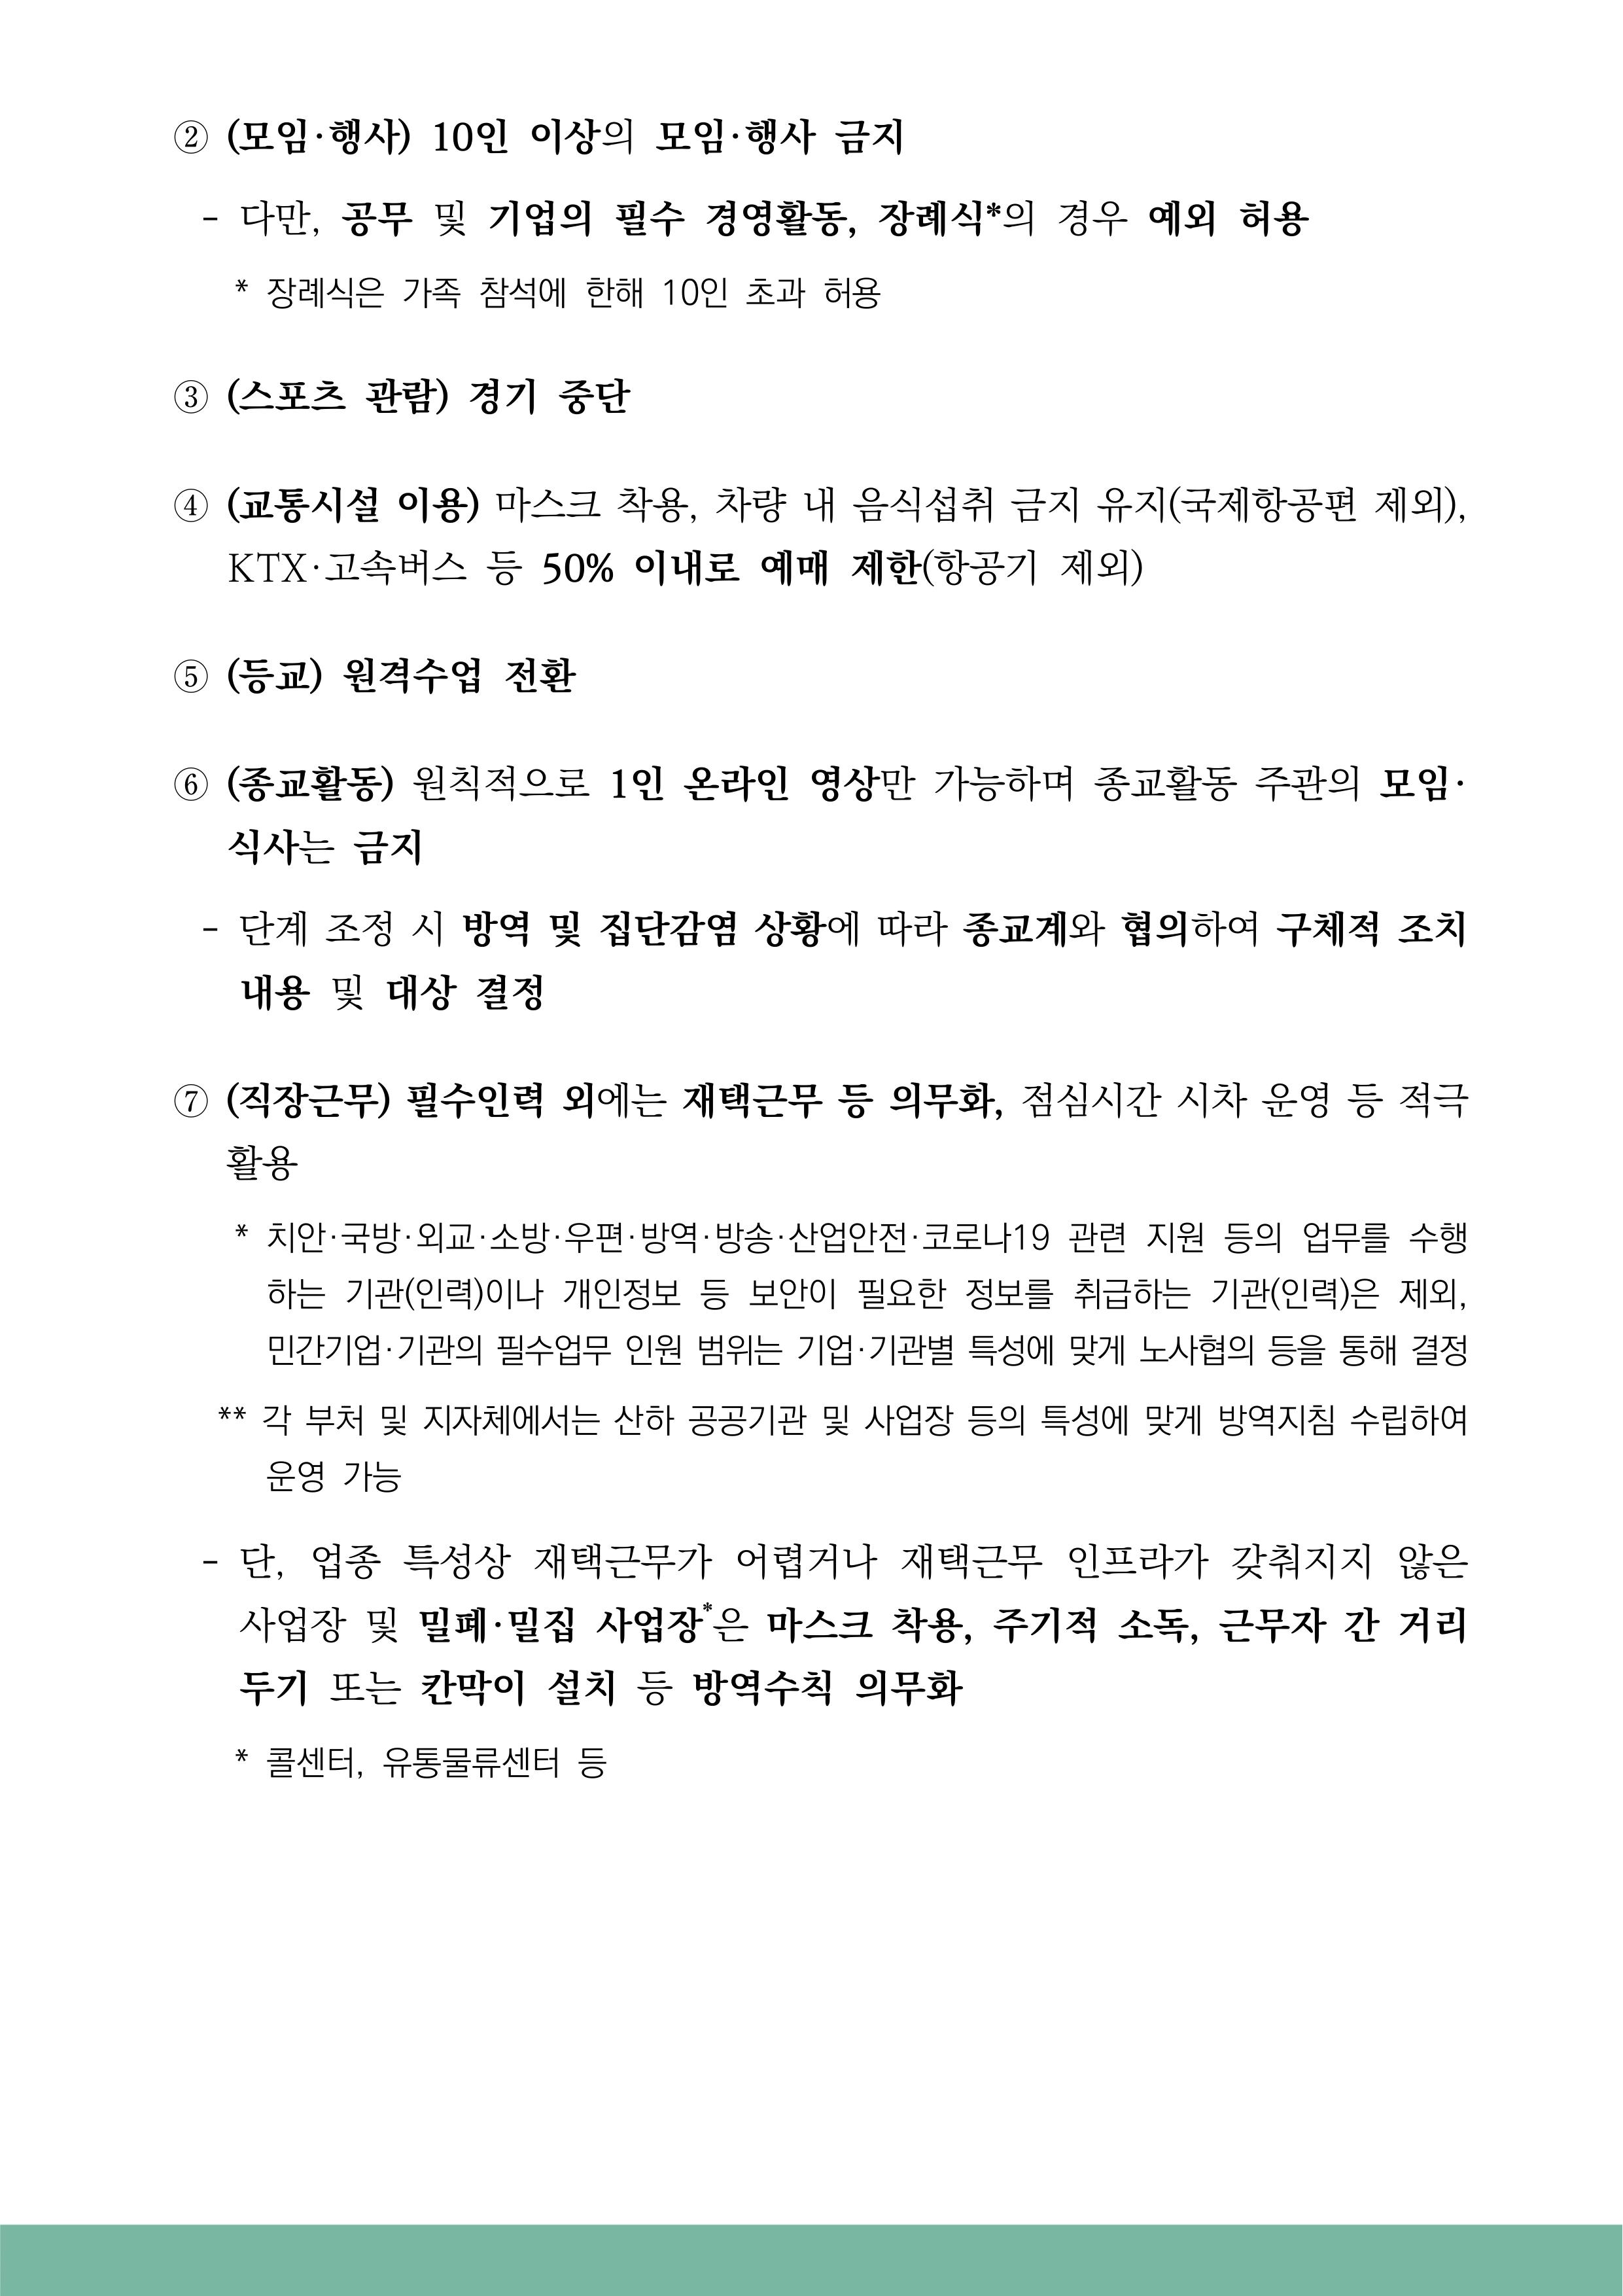 ② (모임·행사) 10인 이상의 모임·행사 금지
- 다만, 공무 및 기업의 필수 경영활동, 장례식*의 경우 예외 허용
* 장례식은 가족 참석에 한해 10인 초과 허용
③ (스포츠 관람) 경기 중단
④ (교통시설 이용) 마스크 착용, 차량 내 음식섭취 금지 유지(국제항공편 제외),
KTX·고속버스 등 50% 이내로 예매 제한(항공기 제외)
⑤ (등교) 원격수업 전환
⑥ (종교활동) 원칙적으로 1인 온라인 영상만 가능하며 종교활동 주관의 모임·
식사는 금지
- 단계 조정 시 방역 및 집단감염 상황에 따라 종교계와 협의하여 구체적 조치
내용 및 대상 결정
⑦ (직장근무) 필수인력 외에는 재택근무 등 의무화, 점심시간 시차 운영 등 적극
활용
* 치안·국방·외교·소방·우편·방역·방송·산업안전·코로나19 관련 지원 등의 업무를 수행
하는 기관(인력)이나 개인정보 등 보안이 필요한 정보를 취급하는 기관(인력)은 제외,
민간기업·기관의 필수업무 인원 범위는 기업·기관별 특성에 맞게 노사협의 등을 통해 결정
** 각 부처 및 지자체에서는 산하 공공기관 및 사업장 등의 특성에 맞게 방역지침 수립하여
운영 가능
- 단, 업종 특성상 재택근무가 어렵거나 재택근무 인프라가 갖춰지지 않은
사업장 및 밀폐·밀집 사업장*은 마스크 착용, 주기적 소독, 근무자 간 거리
두기 또는 칸막이 설치 등 방역수칙 의무화
* 콜센터, 유통물류센터 등